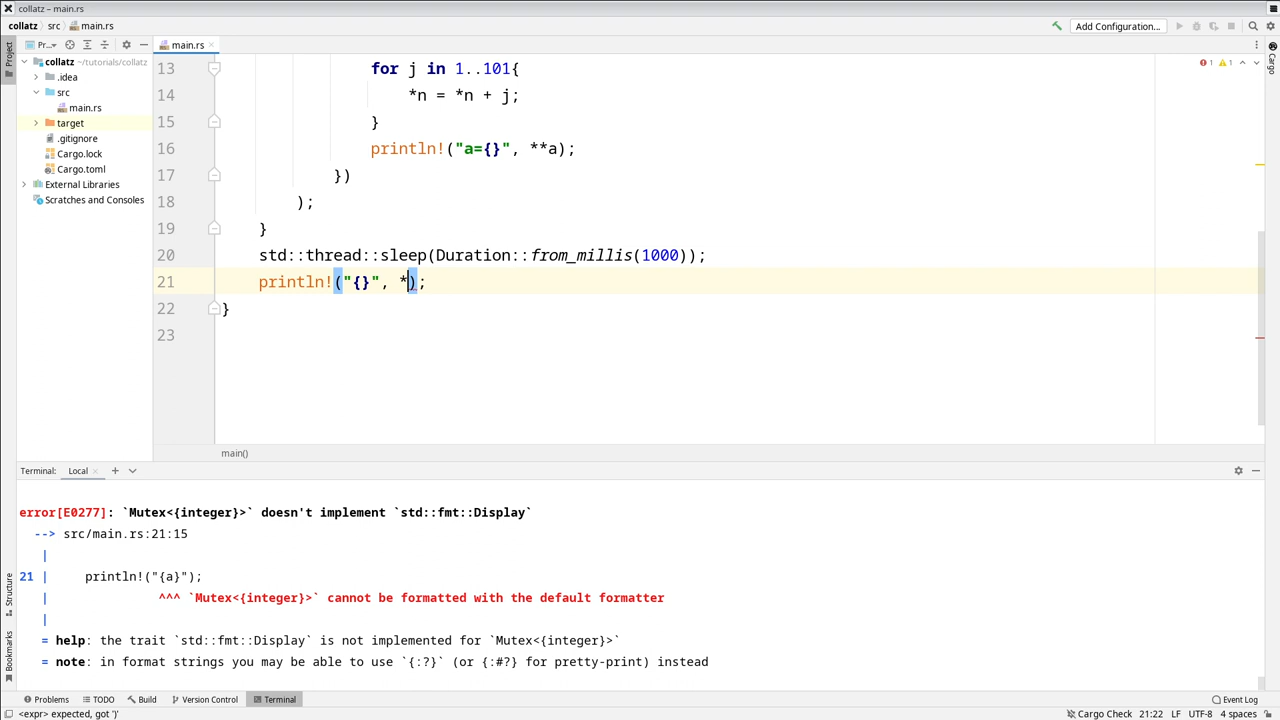 collatz – main.rs
collatz src main.rs Add Configuration...
Pr... main.rs
Project
Cargo
collatz ~/tutorials/collatz
.idea
src
main.rs
target
.gitignore
Cargo.lock
Cargo.toml
External Libraries
Scratches and Consoles
1 1
13 for j in 1..101{
14 *n = *n + j;
15 }
16 println!("a={}", **a);
17 })
18 );
19 }
20 std::thread::sleep(Duration::from_millis(1000));
21 println!("{}", *);
22 }
23
main()
Terminal: Local
error[E0277]: `Mutex<{integer}>` doesn't implement `std::fmt::Display`
--> src/main.rs:21:15
|
21 | println!("{a}");
| ^^^ `Mutex<{integer}>` cannot be formatted with the default formatter
|
= help: the trait `std::fmt::Display` is not implemented for `Mutex<{integer}>`
= note: in format strings you may be able to use `{:?}` (or {:#?} for pretty-print) instead
Structure
Bookmarks
Problems TODO Build Version Control Terminal Event Log
<expr> expected, got ')' Cargo Check 21:22 LF UTF-8 4 spaces